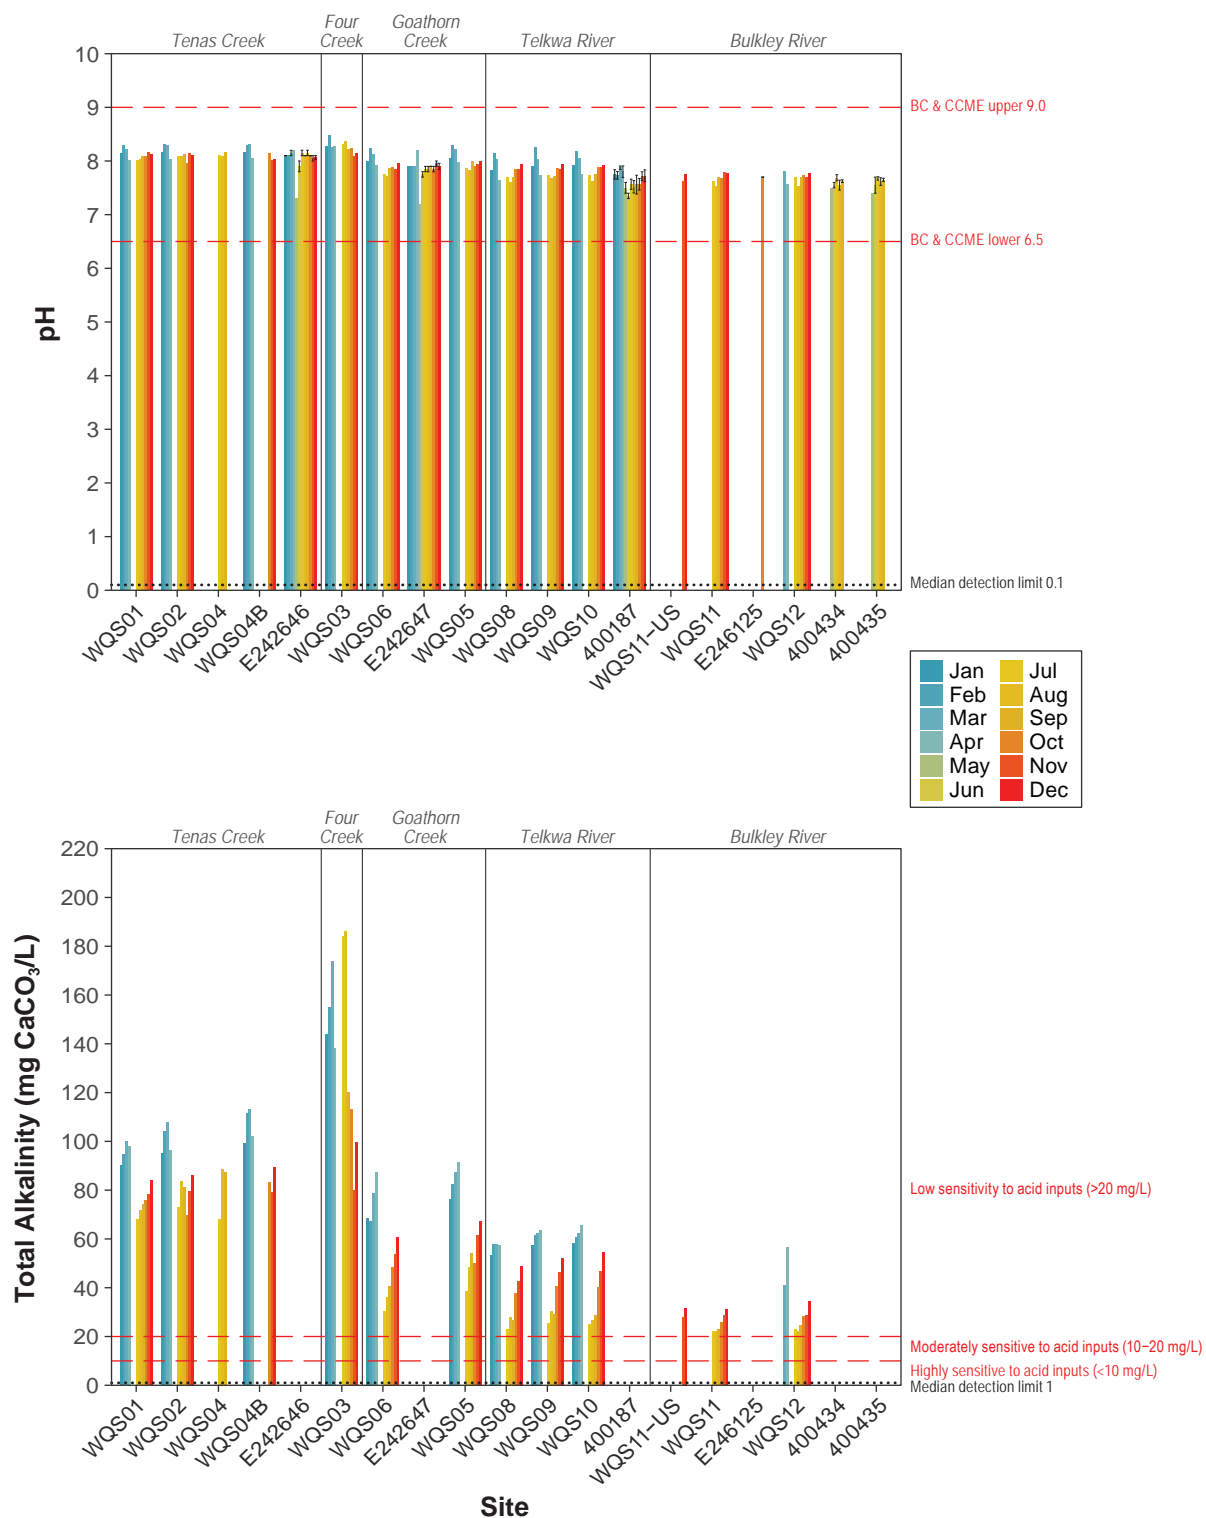 Tenas Creek
Four Creek
Goathorn Creek
Telkwa River
Bulkley River
pH
10
9
8
7
6
5
4
3
2
1
0
BC & CCME upper 9.0
BC & CCME lower 6.5
Median detection limit 0.1
WQS01
WQS02
WQS04
WQS04B
E242646
WQS03
WQS06
E242647
WQS05
WQS08
WQS09
WQS10
400187
WQS11−US
WQS11
E246125
WQS12
400434
400435
Jan
Feb
Mar
Apr
May
Jun
Jul
Aug
Sep
Oct
Nov
Dec
Tenas Creek
Four Creek
Goathorn Creek
Telkwa River
Bulkley River
Total Alkalinity (mg CaCO₃/L)
220
200
180
160
140
120
100
80
60
40
20
0
Low sensitivity to acid inputs (>20 mg/L)
Moderately sensitive to acid inputs (10−20 mg/L)
Highly sensitive to acid inputs (<10 mg/L)
Median detection limit 1
WQS01
WQS02
WQS04
WQS04B
E242646
WQS03
WQS06
E242647
WQS05
WQS08
WQS09
WQS10
400187
WQS11−US
WQS11
E246125
WQS12
400434
400435
Site